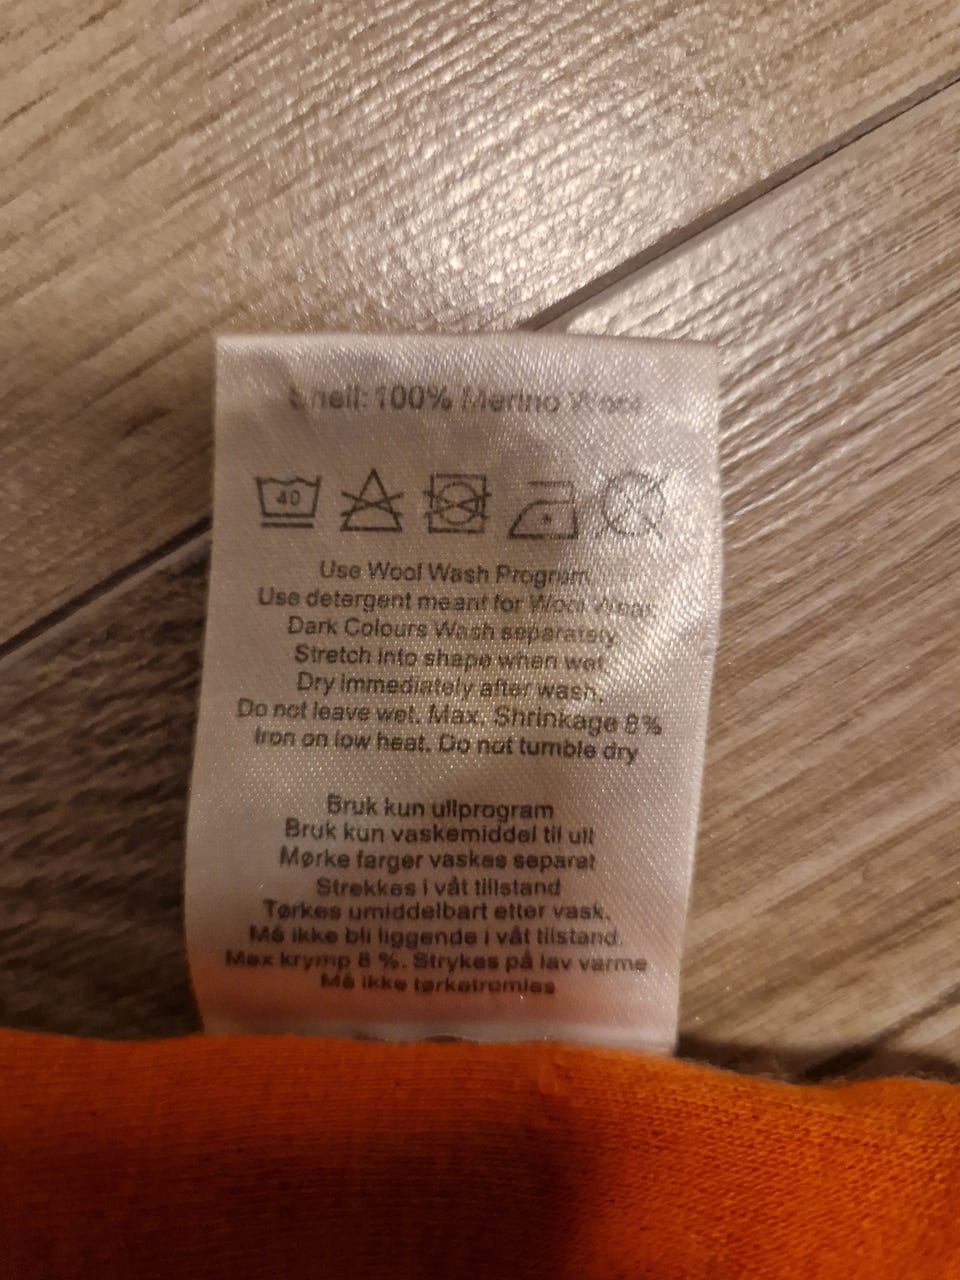 Shell: 100% Merino Wool
40
Use Wool Wash Program
Use detergent meant for Wool Wash
Dark Colours Wash separately
Stretch into shape when wet.
Dry immediately after wash.
Do not leave wet. Max. Shrinkage 8%
Iron on low heat. Do not tumble dry
Bruk kun ullprogram
Bruk kun vaskemiddel til ull
Mørke farger vaskes separat
Strekkes i våt tilstand
Tørkes umiddelbart etter vask.
Må ikke bli liggende i våt tilstand.
Max krymp 8 %. Strykes på lav varme
Må ikke tørketromles